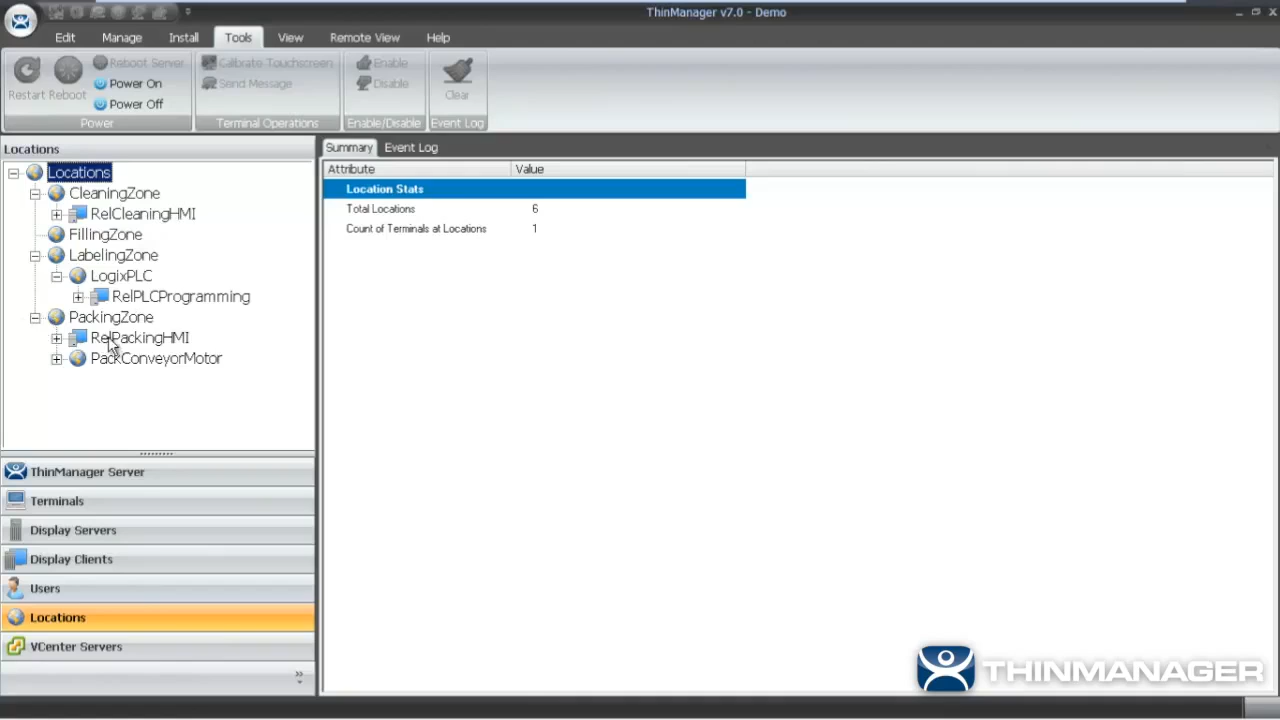 ThinManager v7.0 - Demo
Edit Manage Install Tools View Remote View Help
Restart Reboot
Reboot Server
Power On
Power Off
Power
Calibrate Touchscreen
Send Message
Terminal Operations
Enable
Disable
Enable/Disable
Clear
Event Log
Locations
Locations
CleaningZone
RelCleaningHMI
FillingZone
LabelingZone
LogixPLC
RelPLCProgramming
PackingZone
RelPackingHMI
PackConveyorMotor
ThinManager Server
Terminals
Display Servers
Display Clients
Users
Locations
VCenter Servers
Summary Event Log
Attribute Value
Location Stats
Total Locations 6
Count of Terminals at Locations 1
THINMANAGER